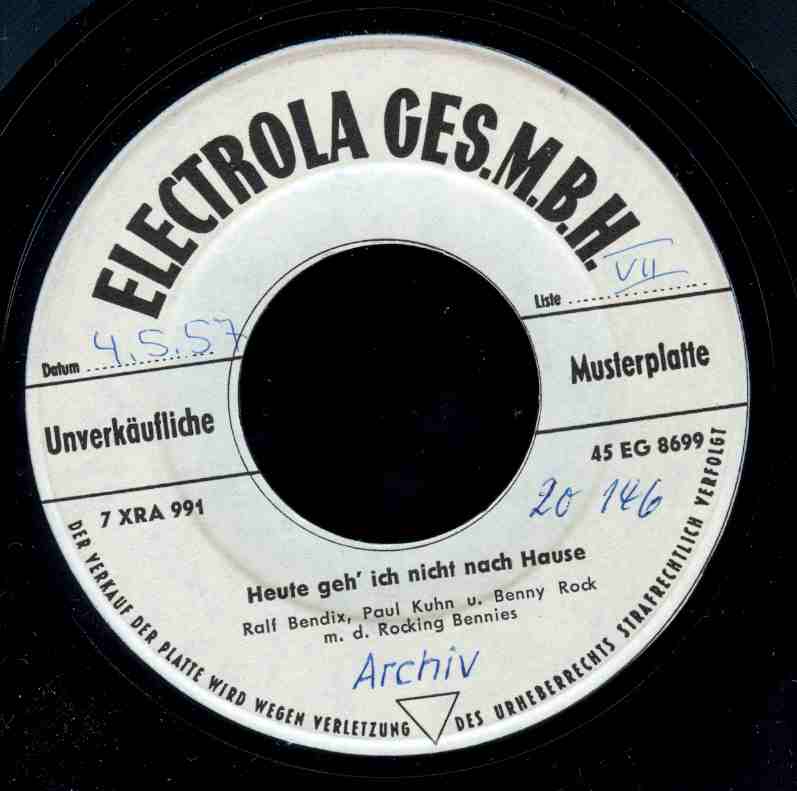 ELECTROLA GES.M.B.H.
Datum 4.5.57
Liste VII
Unverkäufliche Musterplatte
7 XRA 991
45 EG 8699
20 146
Heute geh' ich nicht nach Hause
Ralf Bendix, Paul Kuhn u. Benny Rock
m. d. Rocking Bennies
Archiv
DER VERKAUF DER PLATTE WIRD WEGEN VERLETZUNG DES URHEBERRECHTS STRAFRECHTLICH VERFOLGT